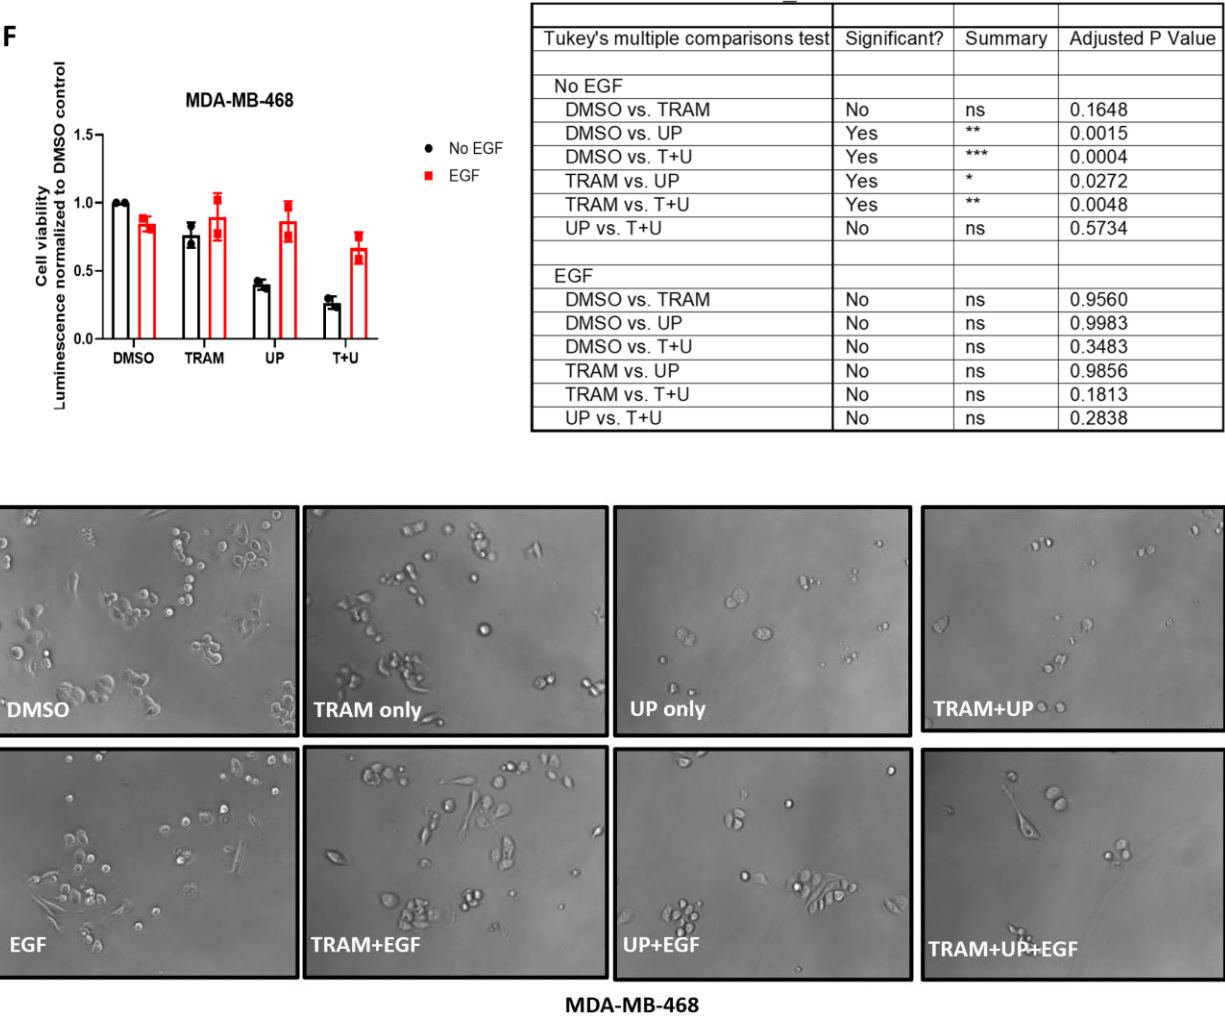 F
MDA-MB-468
Cell viability
Luminescence normalized to DMSO control
1.5
1.0
0.5
0.0
DMSO TRAM UP T+U
No EGF
EGF
Tukey's multiple comparisons test Significant? Summary Adjusted P Value
No EGF
DMSO vs. TRAM No ns 0.1648
DMSO vs. UP Yes ** 0.0015
DMSO vs. T+U Yes *** 0.0004
TRAM vs. UP Yes * 0.0272
TRAM vs. T+U Yes ** 0.0048
UP vs. T+U No ns 0.5734
EGF
DMSO vs. TRAM No ns 0.9560
DMSO vs. UP No ns 0.9983
DMSO vs. T+U No ns 0.3483
TRAM vs. UP No ns 0.9856
TRAM vs. T+U No ns 0.1813
UP vs. T+U No ns 0.2838
DMSO
TRAM only
UP only
TRAM+UP
EGF
TRAM+EGF
UP+EGF
TRAM+UP+EGF
MDA-MB-468